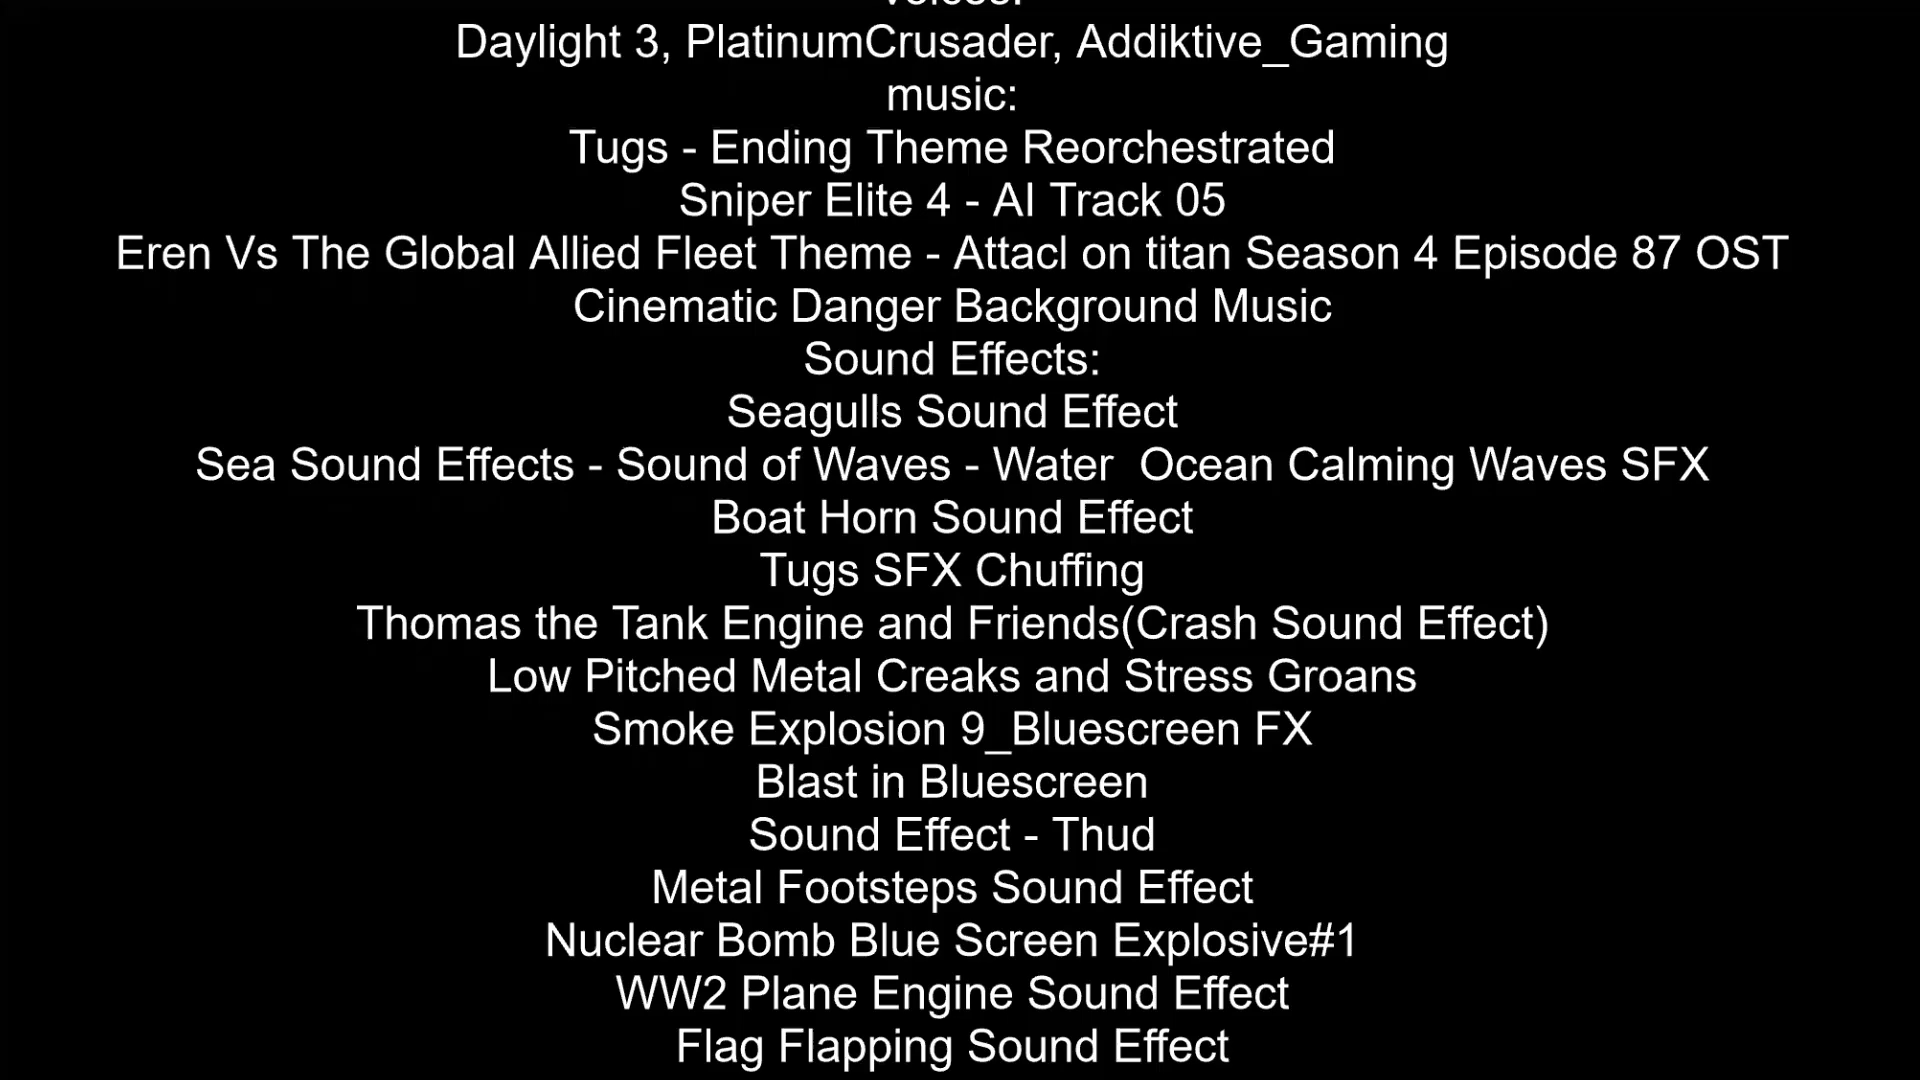 voices:
Daylight 3, PlatinumCrusader, Addiktive_Gaming
music:
Tugs - Ending Theme Reorchestrated
Sniper Elite 4 - AI Track 05
Eren Vs The Global Allied Fleet Theme - Attacl on titan Season 4 Episode 87 OST
Cinematic Danger Background Music
Sound Effects:
Seagulls Sound Effect
Sea Sound Effects - Sound of Waves - Water  Ocean Calming Waves SFX
Boat Horn Sound Effect
Tugs SFX Chuffing
Thomas the Tank Engine and Friends(Crash Sound Effect)
Low Pitched Metal Creaks and Stress Groans
Smoke Explosion 9_Bluescreen FX
Blast in Bluescreen
Sound Effect - Thud
Metal Footsteps Sound Effect
Nuclear Bomb Blue Screen Explosive#1
WW2 Plane Engine Sound Effect
Flag Flapping Sound Effect